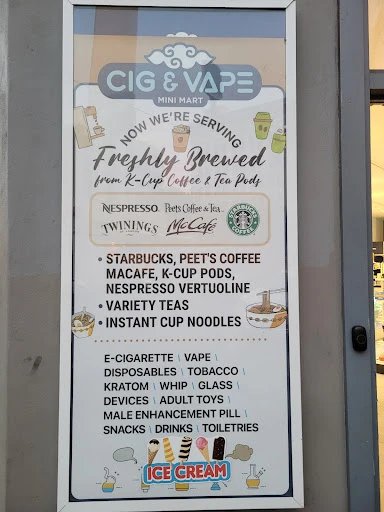 CIG & VAPE
MINI MART
NOW WE'RE SERVING
Freshly Brewed
from K-Cup Coffee & Tea Pods
NESPRESSO. Peet's Coffee & Tea
TWININGS McCafé STARBUCKS COFFEE
• STARBUCKS, PEET'S COFFEE
MACAFE, K-CUP PODS,
NESPRESSO VERTUOLINE
• VARIETY TEAS
• INSTANT CUP NOODLES
E-CIGARETTE \ VAPE \
DISPOSABLES \ TOBACCO \
KRATOM \ WHIP \ GLASS \
DEVICES \ ADULT TOYS \
MALE ENHANCEMENT PILL \
SNACKS \ DRINKS \ TOILETRIES
ICE CREAM